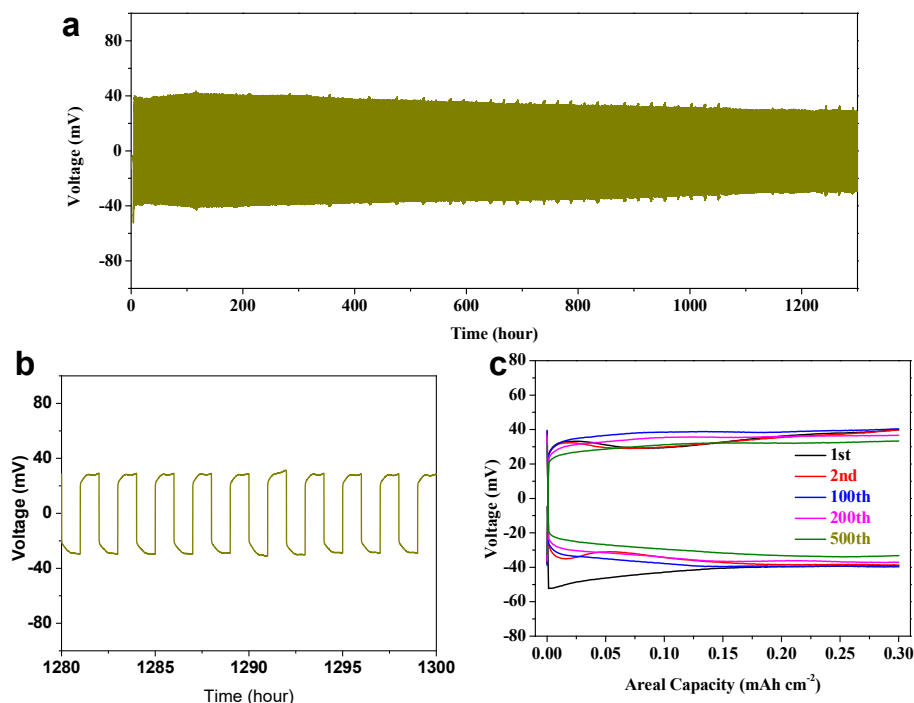 a
80
40
0
-40
-80
Voltage (mV)
0 200 400 600 800 1000 1200
Time (hour)
b
80
40
0
-40
-80
Voltage (mV)
1280 1285 1290 1295 1300
Time (hour)
c
80
60
40
20
0
-20
-40
-60
-80
Voltage (mV)
1st
2nd
100th
200th
500th
0.00 0.05 0.10 0.15 0.20 0.25 0.30
Areal Capacity (mAh cm⁻²)